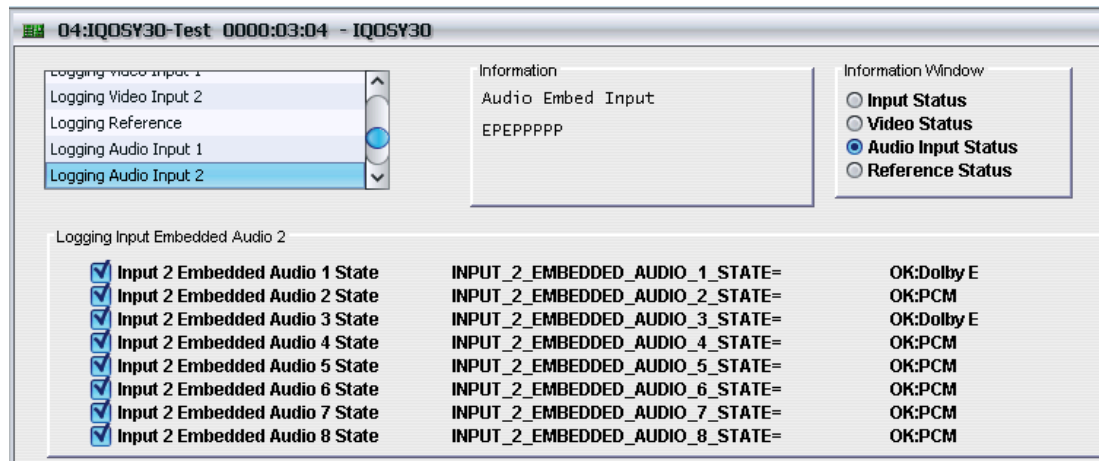 04:IQOSY30-Test 0000:03:04 - IQOSY30
Logging Video Input 1
Logging Video Input 2
Logging Reference
Logging Audio Input 1
Logging Audio Input 2
Information
Audio Embed Input
EPEPPPPP
Information Window
Input Status
Video Status
Audio Input Status
Reference Status
Logging Input Embedded Audio 2
Input 2 Embedded Audio 1 State INPUT_2_EMBEDDED_AUDIO_1_STATE= OK:Dolby E
Input 2 Embedded Audio 2 State INPUT_2_EMBEDDED_AUDIO_2_STATE= OK:PCM
Input 2 Embedded Audio 3 State INPUT_2_EMBEDDED_AUDIO_3_STATE= OK:Dolby E
Input 2 Embedded Audio 4 State INPUT_2_EMBEDDED_AUDIO_4_STATE= OK:PCM
Input 2 Embedded Audio 5 State INPUT_2_EMBEDDED_AUDIO_5_STATE= OK:PCM
Input 2 Embedded Audio 6 State INPUT_2_EMBEDDED_AUDIO_6_STATE= OK:PCM
Input 2 Embedded Audio 7 State INPUT_2_EMBEDDED_AUDIO_7_STATE= OK:PCM
Input 2 Embedded Audio 8 State INPUT_2_EMBEDDED_AUDIO_8_STATE= OK:PCM